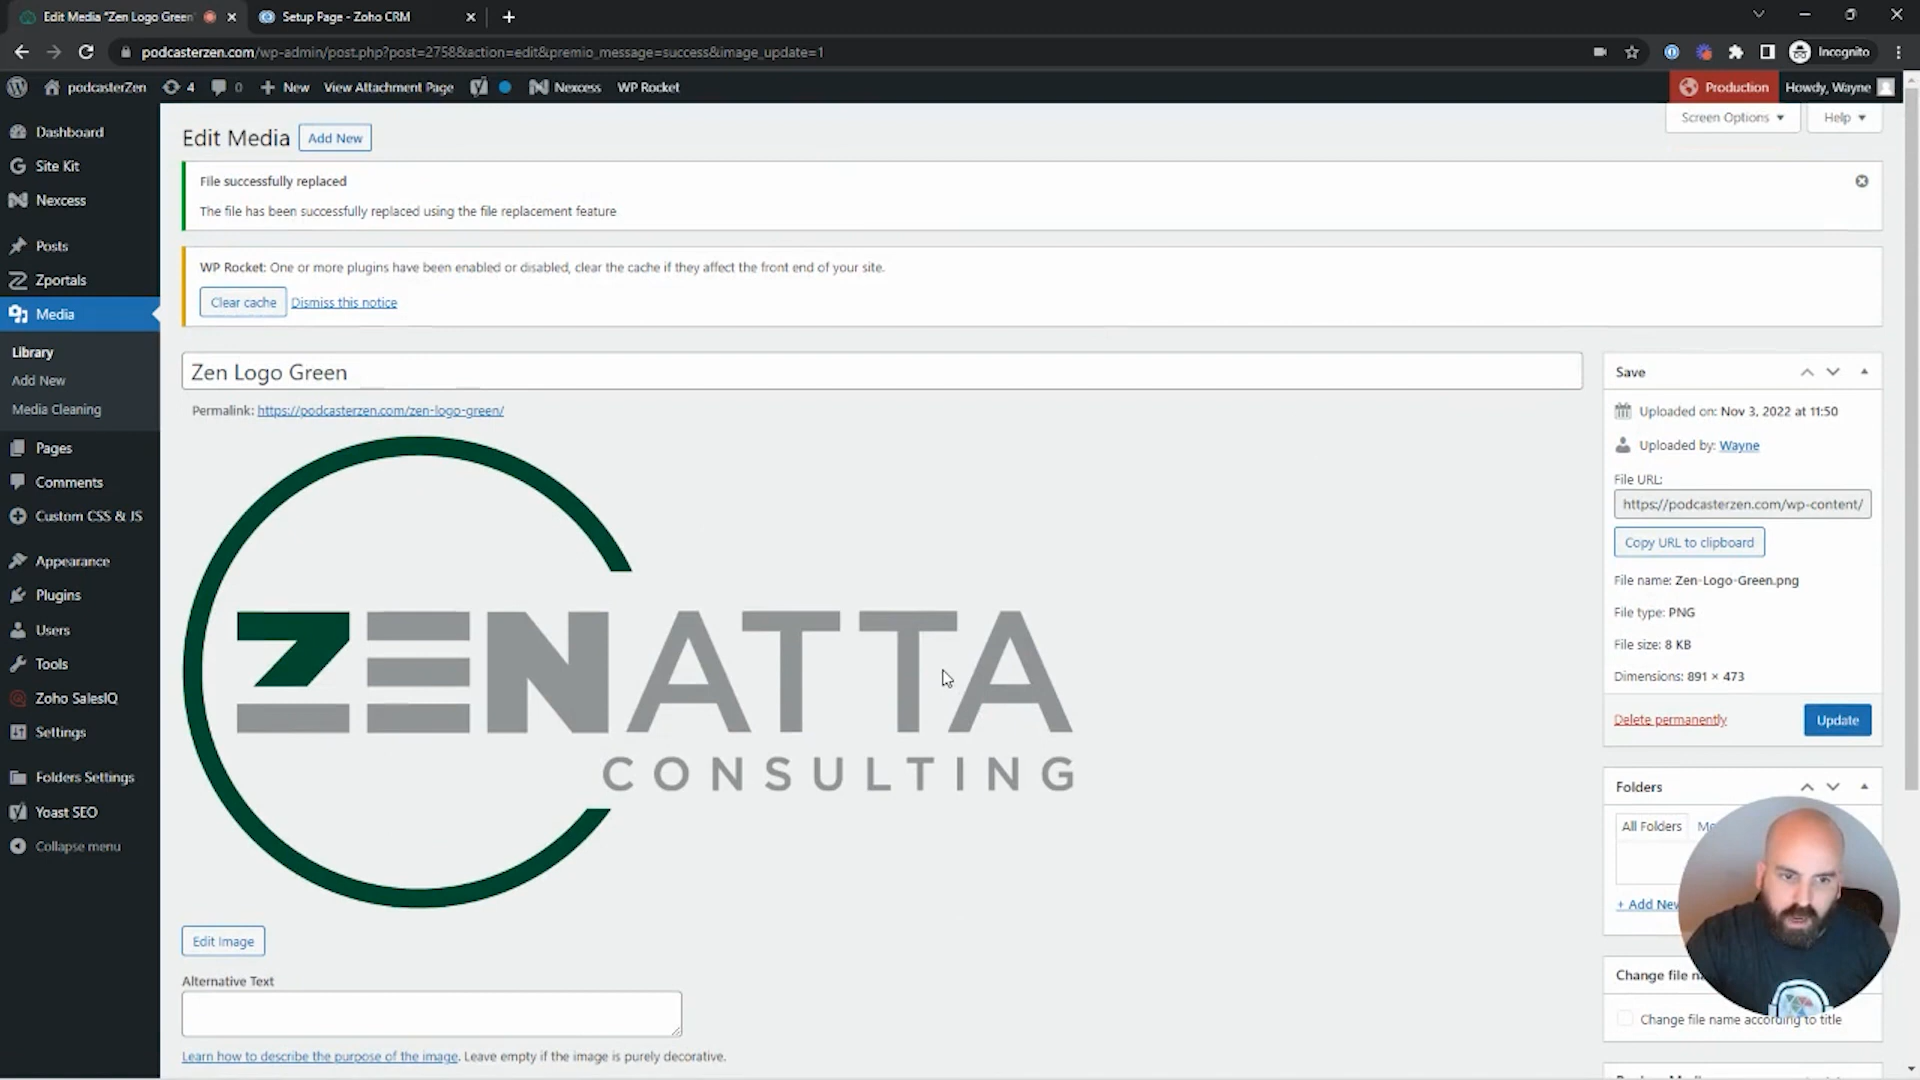 Edit Media "Zen Logo Green"
Setup Page - Zoho CRM
podcasterzen.com/wp-admin/post.php?post=2758&action=edit&premio_message=success&image_update=1
Incognito
podcasterZen
4
0
New
View Attachment Page
Nexcess
WP Rocket
Production
Howdy, Wayne
Dashboard
Site Kit
Nexcess
Posts
Zportals
Media
Library
Add New
Media Cleaning
Pages
Comments
Custom CSS & JS
Appearance
Plugins
Users
Tools
Zoho SalesIQ
Settings
Folders Settings
Yoast SEO
Collapse menu
Screen Options
Help
Edit Media
Add New
File successfully replaced
The file has been successfully replaced using the file replacement feature
WP Rocket: One or more plugins have been enabled or disabled, clear the cache if they affect the front end of your site.
Clear cache
Dismiss this notice
Zen Logo Green
Permalink: https://podcasterzen.com/zen-logo-green/
ZENATTA
CONSULTING
Edit Image
Alternative Text
Learn how to describe the purpose of the image. Leave empty if the image is purely decorative.
Save
Uploaded on: Nov 3, 2022 at 11:50
Uploaded by: Wayne
File URL:
https://podcasterzen.com/wp-content/
Copy URL to clipboard
File name: Zen-Logo-Green.png
File type: PNG
File size: 8 KB
Dimensions: 891 × 473
Delete permanently
Update
Folders
All Folders
+ Add New
Change file
Change file name according to title